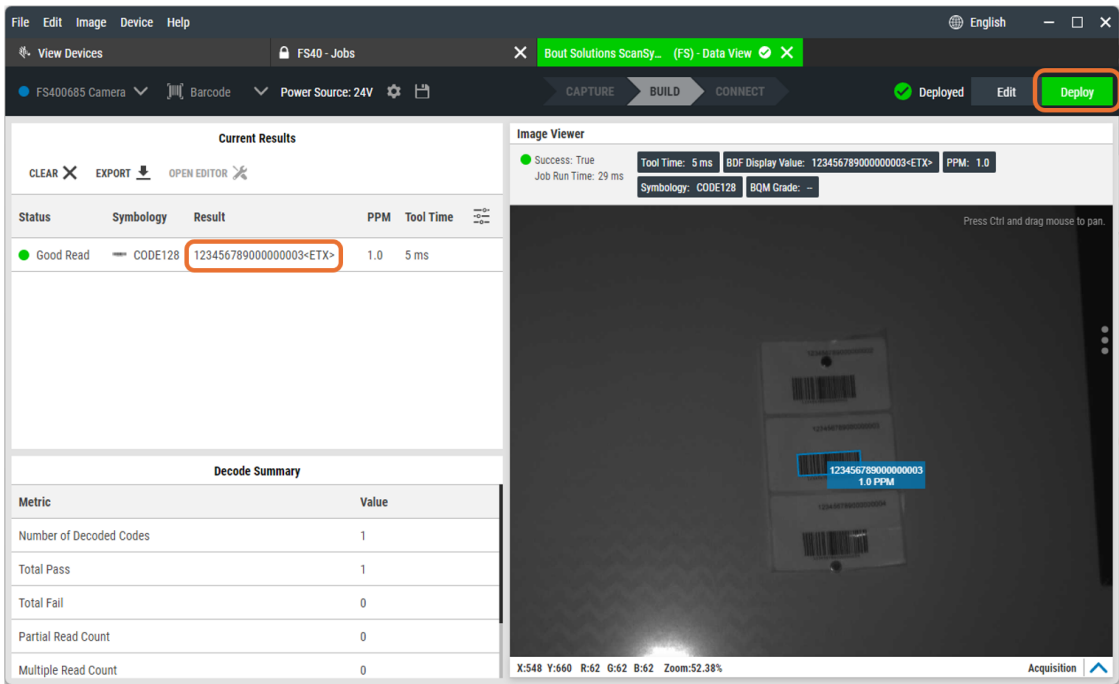 File Edit Image Device Help
English
View Devices
FS40 - Jobs
Bout Solutions ScanSy... (FS) - Data View
FS400685 Camera
Barcode
Power Source: 24V
CAPTURE
BUILD
CONNECT
Deployed
Edit
Deploy
Current Results
CLEAR
EXPORT
OPEN EDITOR
Status Symbology Result PPM Tool Time
Good Read CODE128 123456789000000003<ETX> 1.0 5 ms
Decode Summary
Metric Value
Number of Decoded Codes 1
Total Pass 1
Total Fail 0
Partial Read Count 0
Multiple Read Count 0
Image Viewer
Success: True
Job Run Time: 29 ms
Tool Time: 5 ms
BDF Display Value: 123456789000000003<ETX>
PPM: 1.0
Symbology: CODE128
BQM Grade: --
Press Ctrl and drag mouse to pan.
123456789000000003
1.0 PPM
X:548 Y:660 R:62 G:62 B:62 Zoom:52.38%
Acquisition